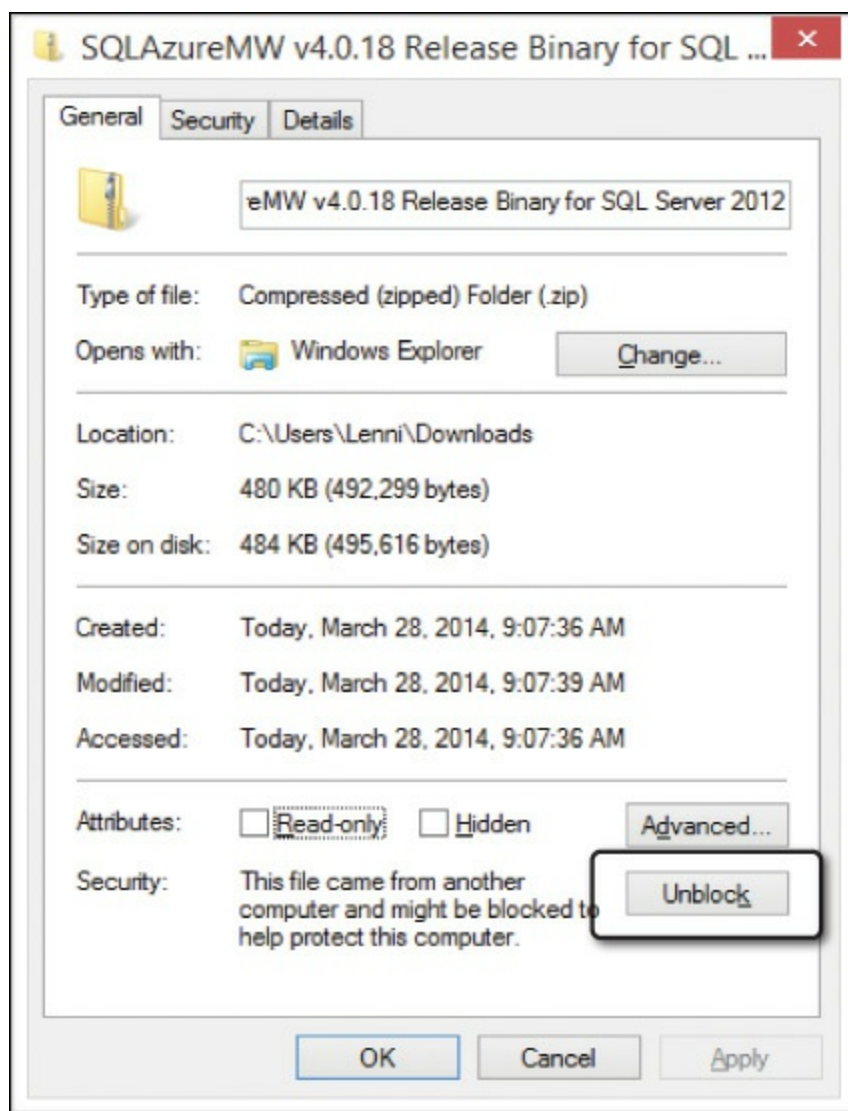 SQLAzureMW v4.0.18 Release Binary for SQL ...
General Security Details
eMW v4.0.18 Release Binary for SQL Server 2012
Type of file: Compressed (zipped) Folder (.zip)
Opens with: Windows Explorer Change...
Location: C:\Users\Lenni\Downloads
Size: 480 KB (492,299 bytes)
Size on disk: 484 KB (495,616 bytes)
Created: Today, March 28, 2014, 9:07:36 AM
Modified: Today, March 28, 2014, 9:07:39 AM
Accessed: Today, March 28, 2014, 9:07:36 AM
Attributes: Read-only Hidden Advanced...
Security: This file came from another Unblock
computer and might be blocked to
help protect this computer.
OK Cancel Apply